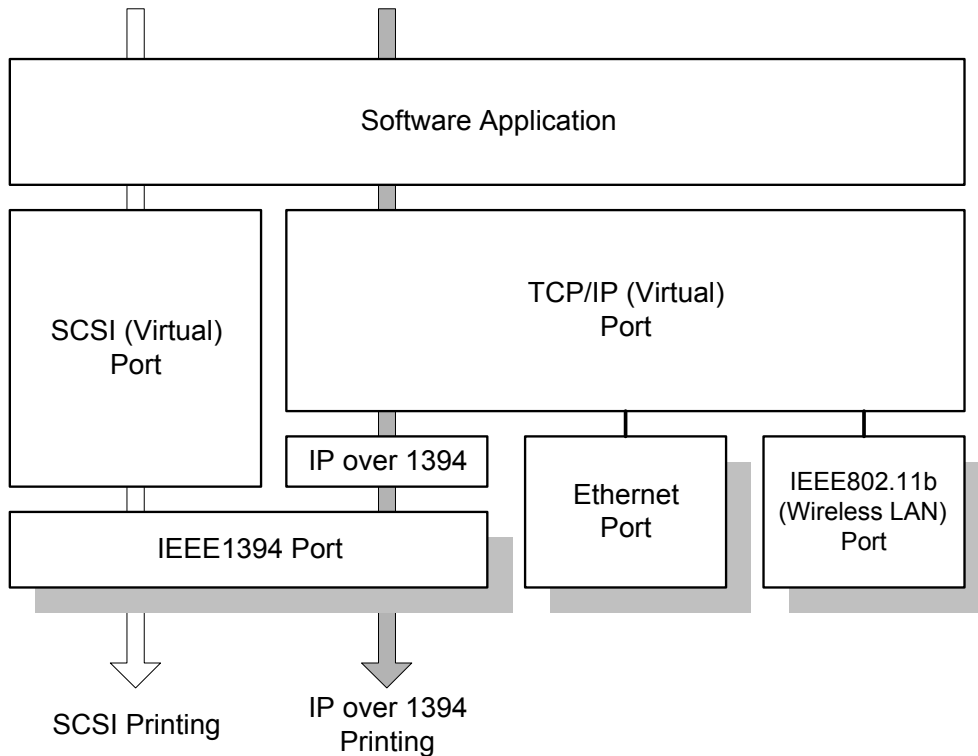 Software Application
SCSI (Virtual)
Port
TCP/IP (Virtual)
Port
IP over 1394
Ethernet
Port
IEEE802.11b
(Wireless LAN)
Port
IEEE1394 Port
SCSI Printing
IP over 1394
Printing